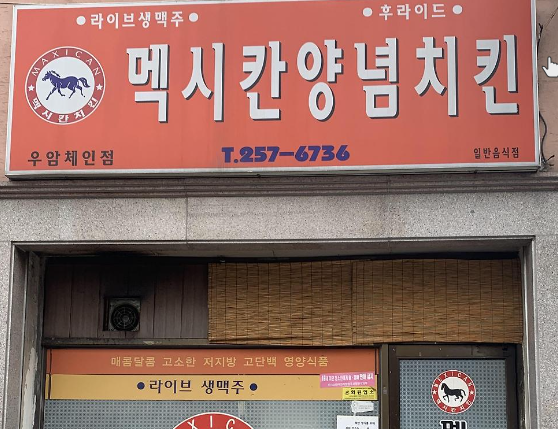 ●라이브생맥주●
●후라이드●
MAXICAN
멕시칸치킨
멕시칸양념치킨
우암체인점
T.257-6736
일반음식점
매콤달콤 고소한 저지방 고단백 영양식품
●라이브 생맥주●
MAXICAN
MAXICAN
멕